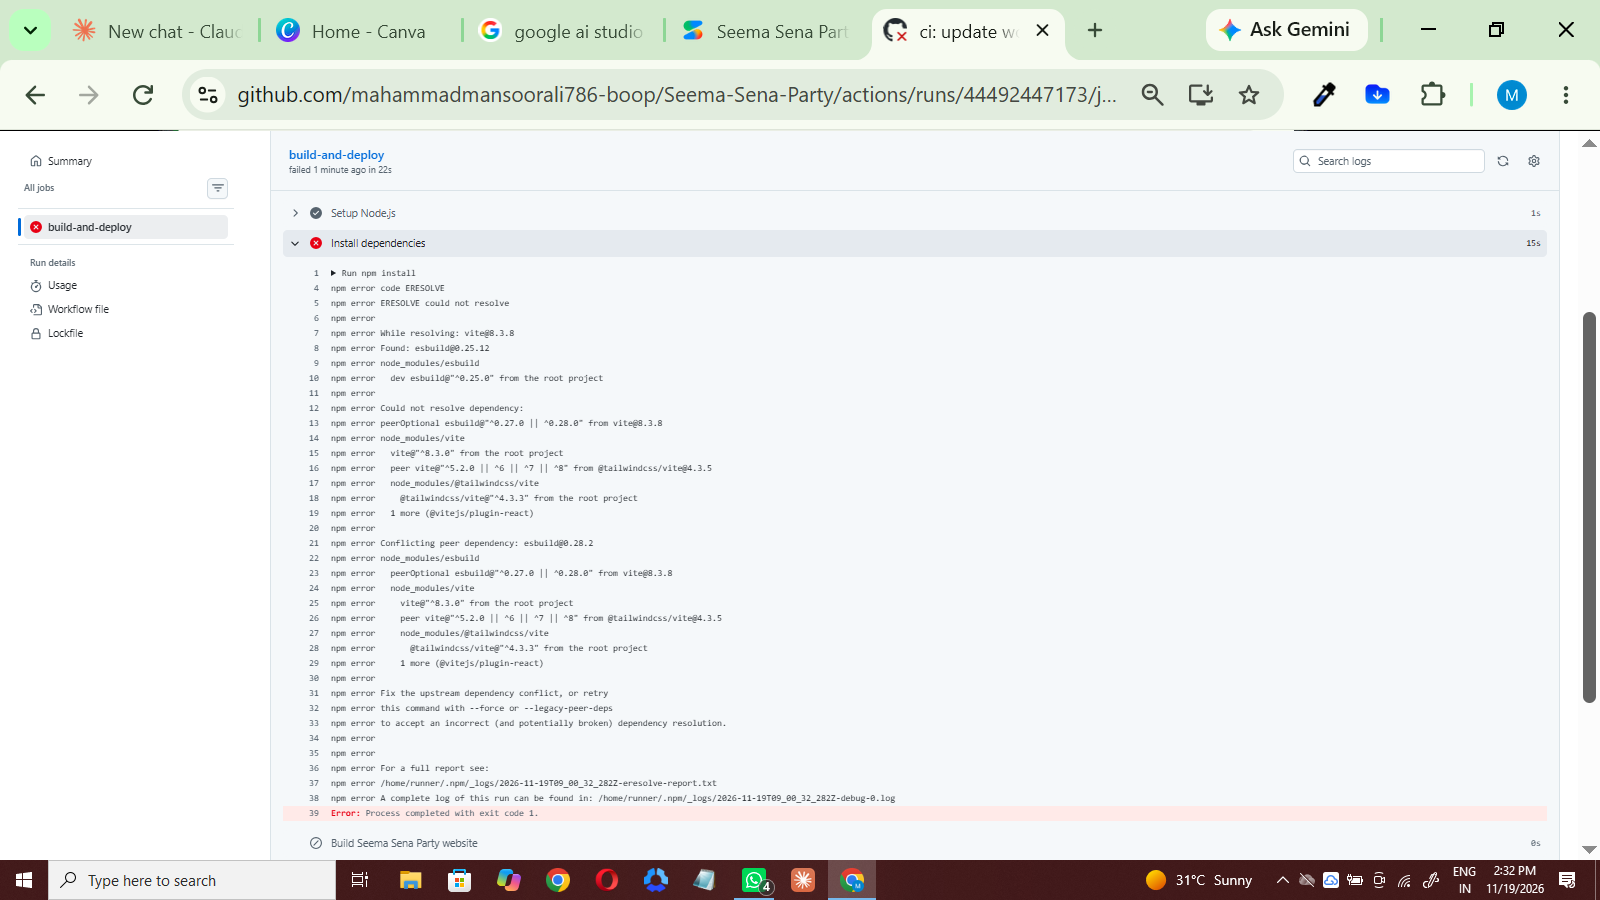 New chat - Clauc
Home - Canva
google ai studio
Seema Sena Part
ci: update wo
Ask Gemini
github.com/mahammadmansoorali786-boop/Seema-Sena-Party/actions/runs/44492447173/j...
M
Summary
All jobs
build-and-deploy
Run details
Usage
Workflow file
Lockfile
build-and-deploy
failed 1 minute ago in 22s
Search logs
Setup Node.js 1s
Install dependencies 15s
1 Run npm install
4 npm error code ERESOLVE
5 npm error ERESOLVE could not resolve
6 npm error
7 npm error While resolving: vite@8.3.8
8 npm error Found: esbuild@0.25.12
9 npm error node_modules/esbuild
10 npm error dev esbuild@"^0.25.0" from the root project
11 npm error
12 npm error Could not resolve dependency:
13 npm error peerOptional esbuild@"^0.27.0 || ^0.28.0" from vite@8.3.8
14 npm error node_modules/vite
15 npm error vite@"^8.3.0" from the root project
16 npm error peer vite@"^5.2.0 || ^6 || ^7 || ^8" from @tailwindcss/vite@4.3.5
17 npm error node_modules/@tailwindcss/vite
18 npm error @tailwindcss/vite@"^4.3.3" from the root project
19 npm error 1 more (@vitejs/plugin-react)
20 npm error
21 npm error Conflicting peer dependency: esbuild@0.28.2
22 npm error node_modules/esbuild
23 npm error peerOptional esbuild@"^0.27.0 || ^0.28.0" from vite@8.3.8
24 npm error node_modules/vite
25 npm error vite@"^8.3.0" from the root project
26 npm error peer vite@"^5.2.0 || ^6 || ^7 || ^8" from @tailwindcss/vite@4.3.5
27 npm error node_modules/@tailwindcss/vite
28 npm error @tailwindcss/vite@"^4.3.3" from the root project
29 npm error 1 more (@vitejs/plugin-react)
30 npm error
31 npm error Fix the upstream dependency conflict, or retry
32 npm error this command with --force or --legacy-peer-deps
33 npm error to accept an incorrect (and potentially broken) dependency resolution.
34 npm error
35 npm error
36 npm error For a full report see:
37 npm error /home/runner/.npm/_logs/2026-11-19T09_00_32_282Z-eresolve-report.txt
38 npm error A complete log of this run can be found in: /home/runner/.npm/_logs/2026-11-19T09_00_32_282Z-debug-0.log
39 Error: Process completed with exit code 1.
Build Seema Sena Party website 0s
Type here to search
4
31°C Sunny
ENG
IN
2:32 PM
11/19/2026